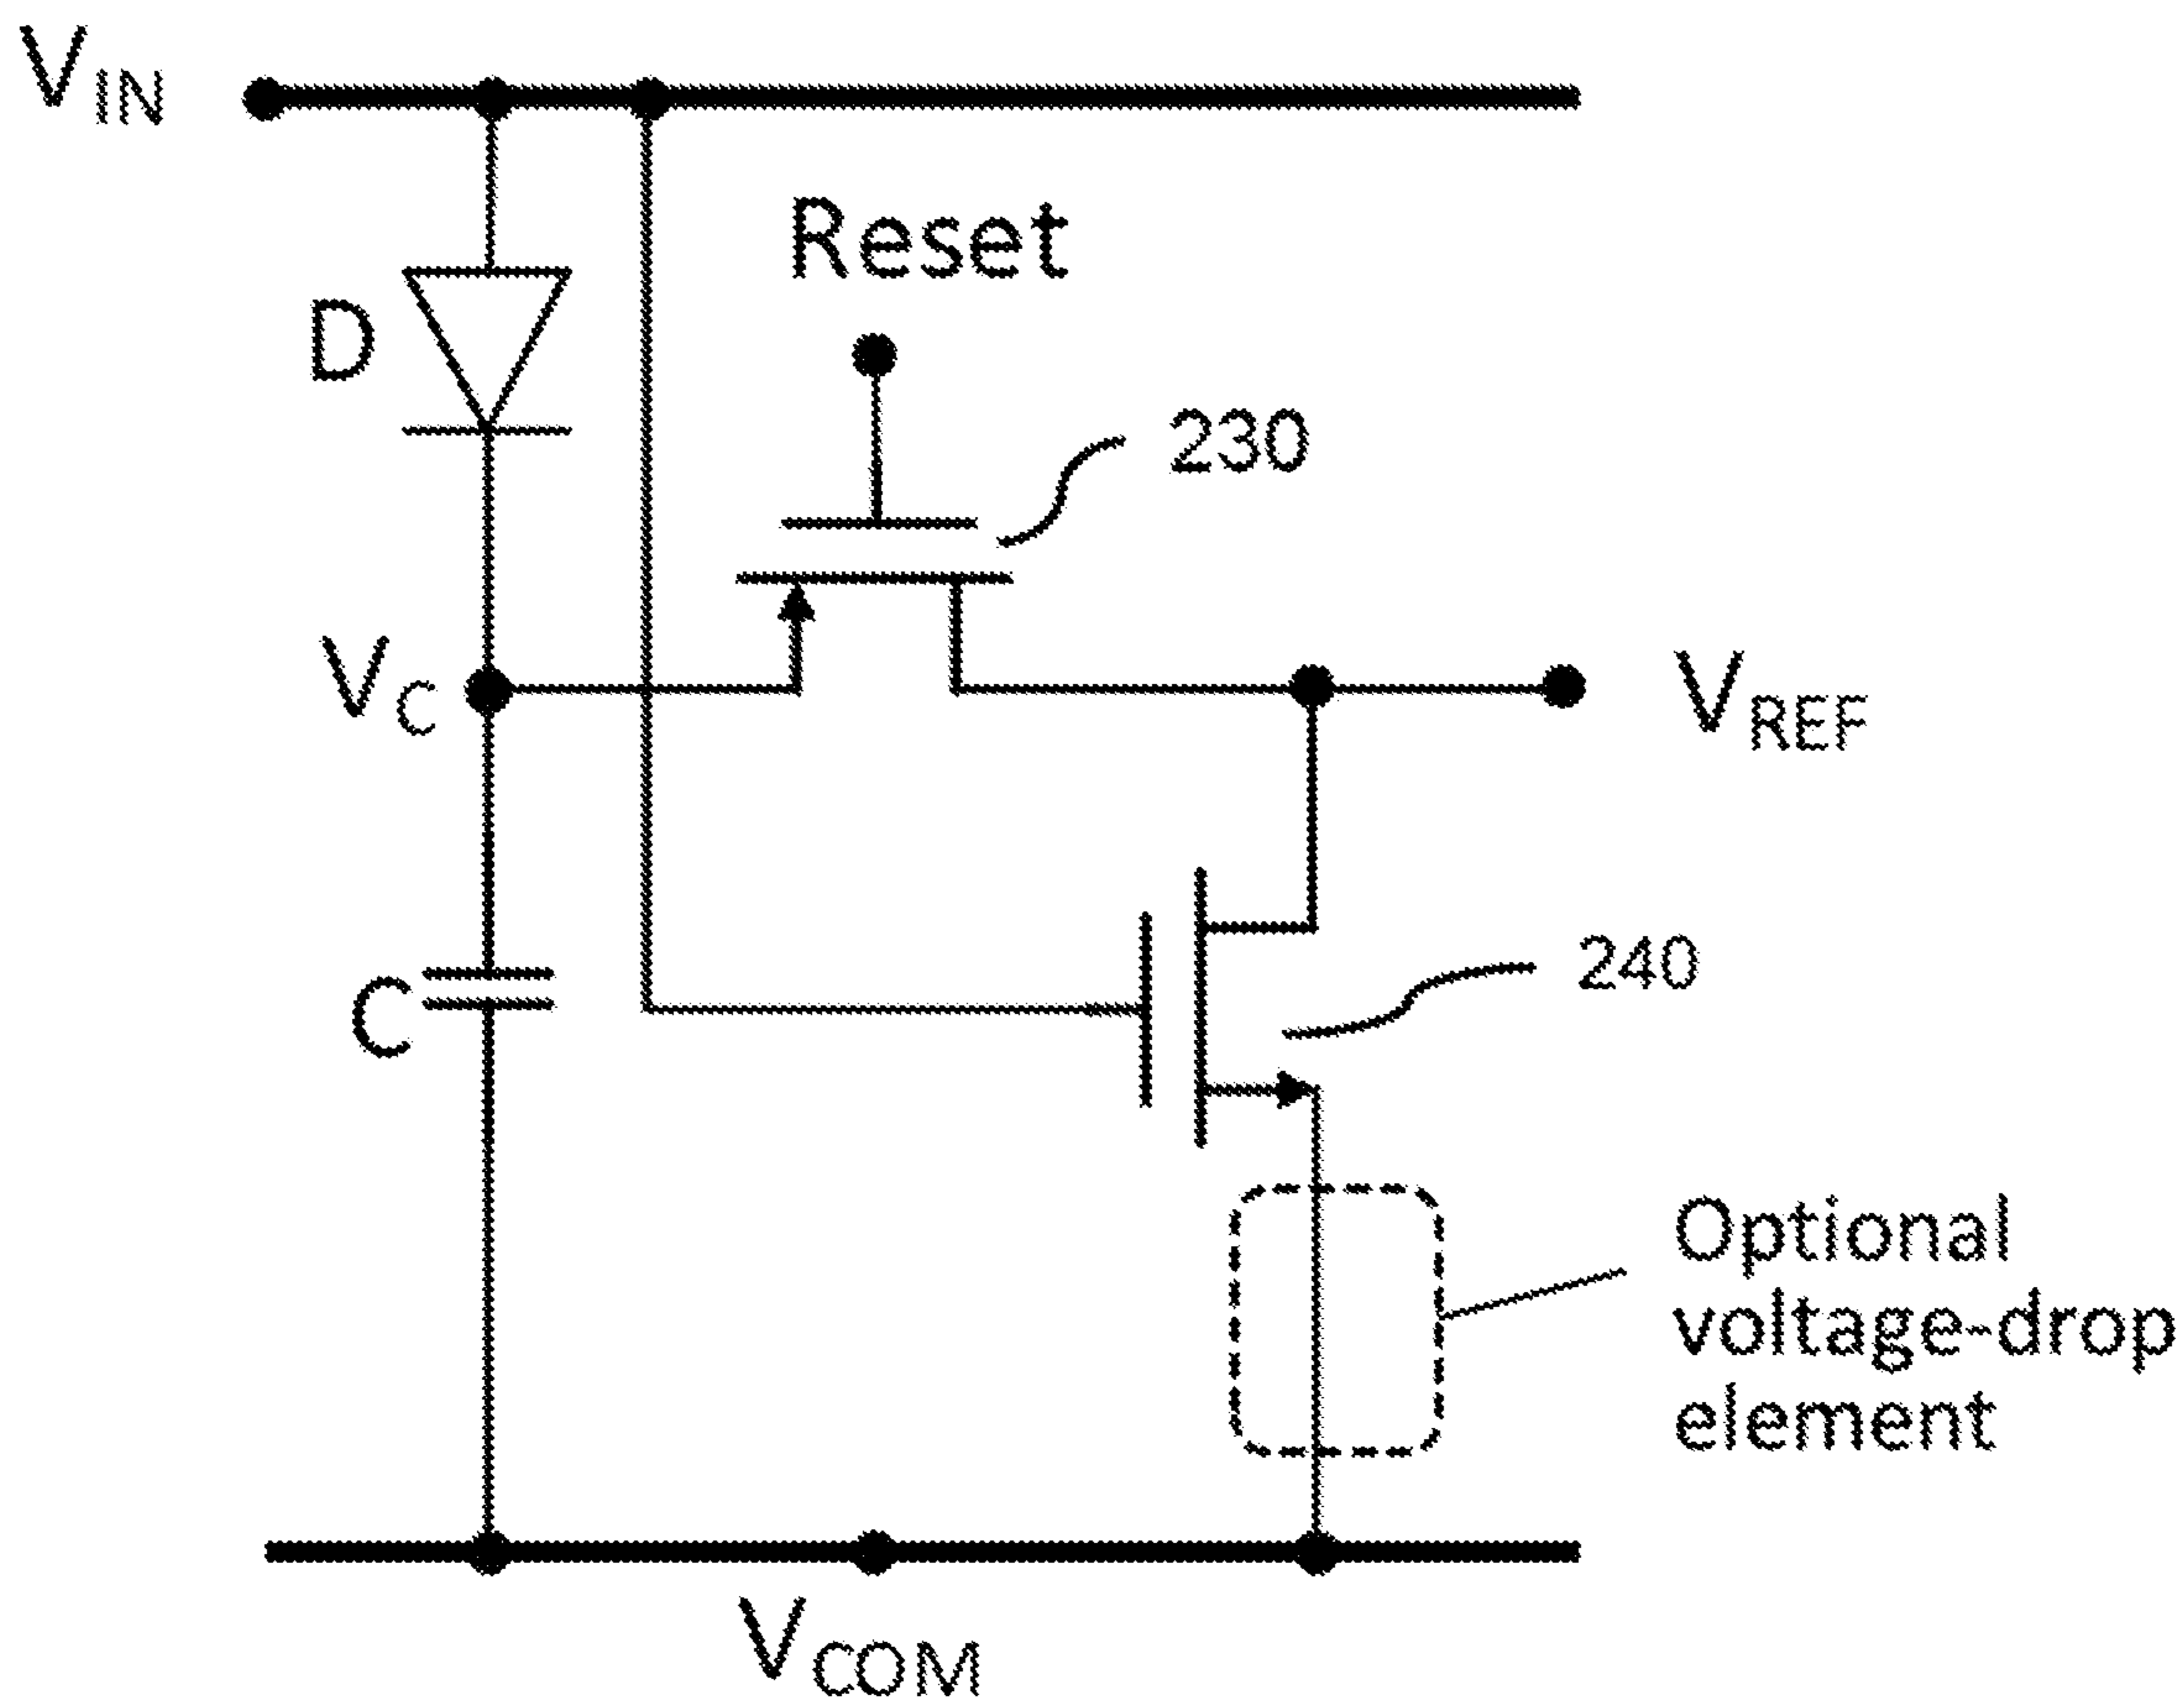 VIN
Reset
D
230
VC
VREF
240
C
Optional
voltage-drop
element
VCOM